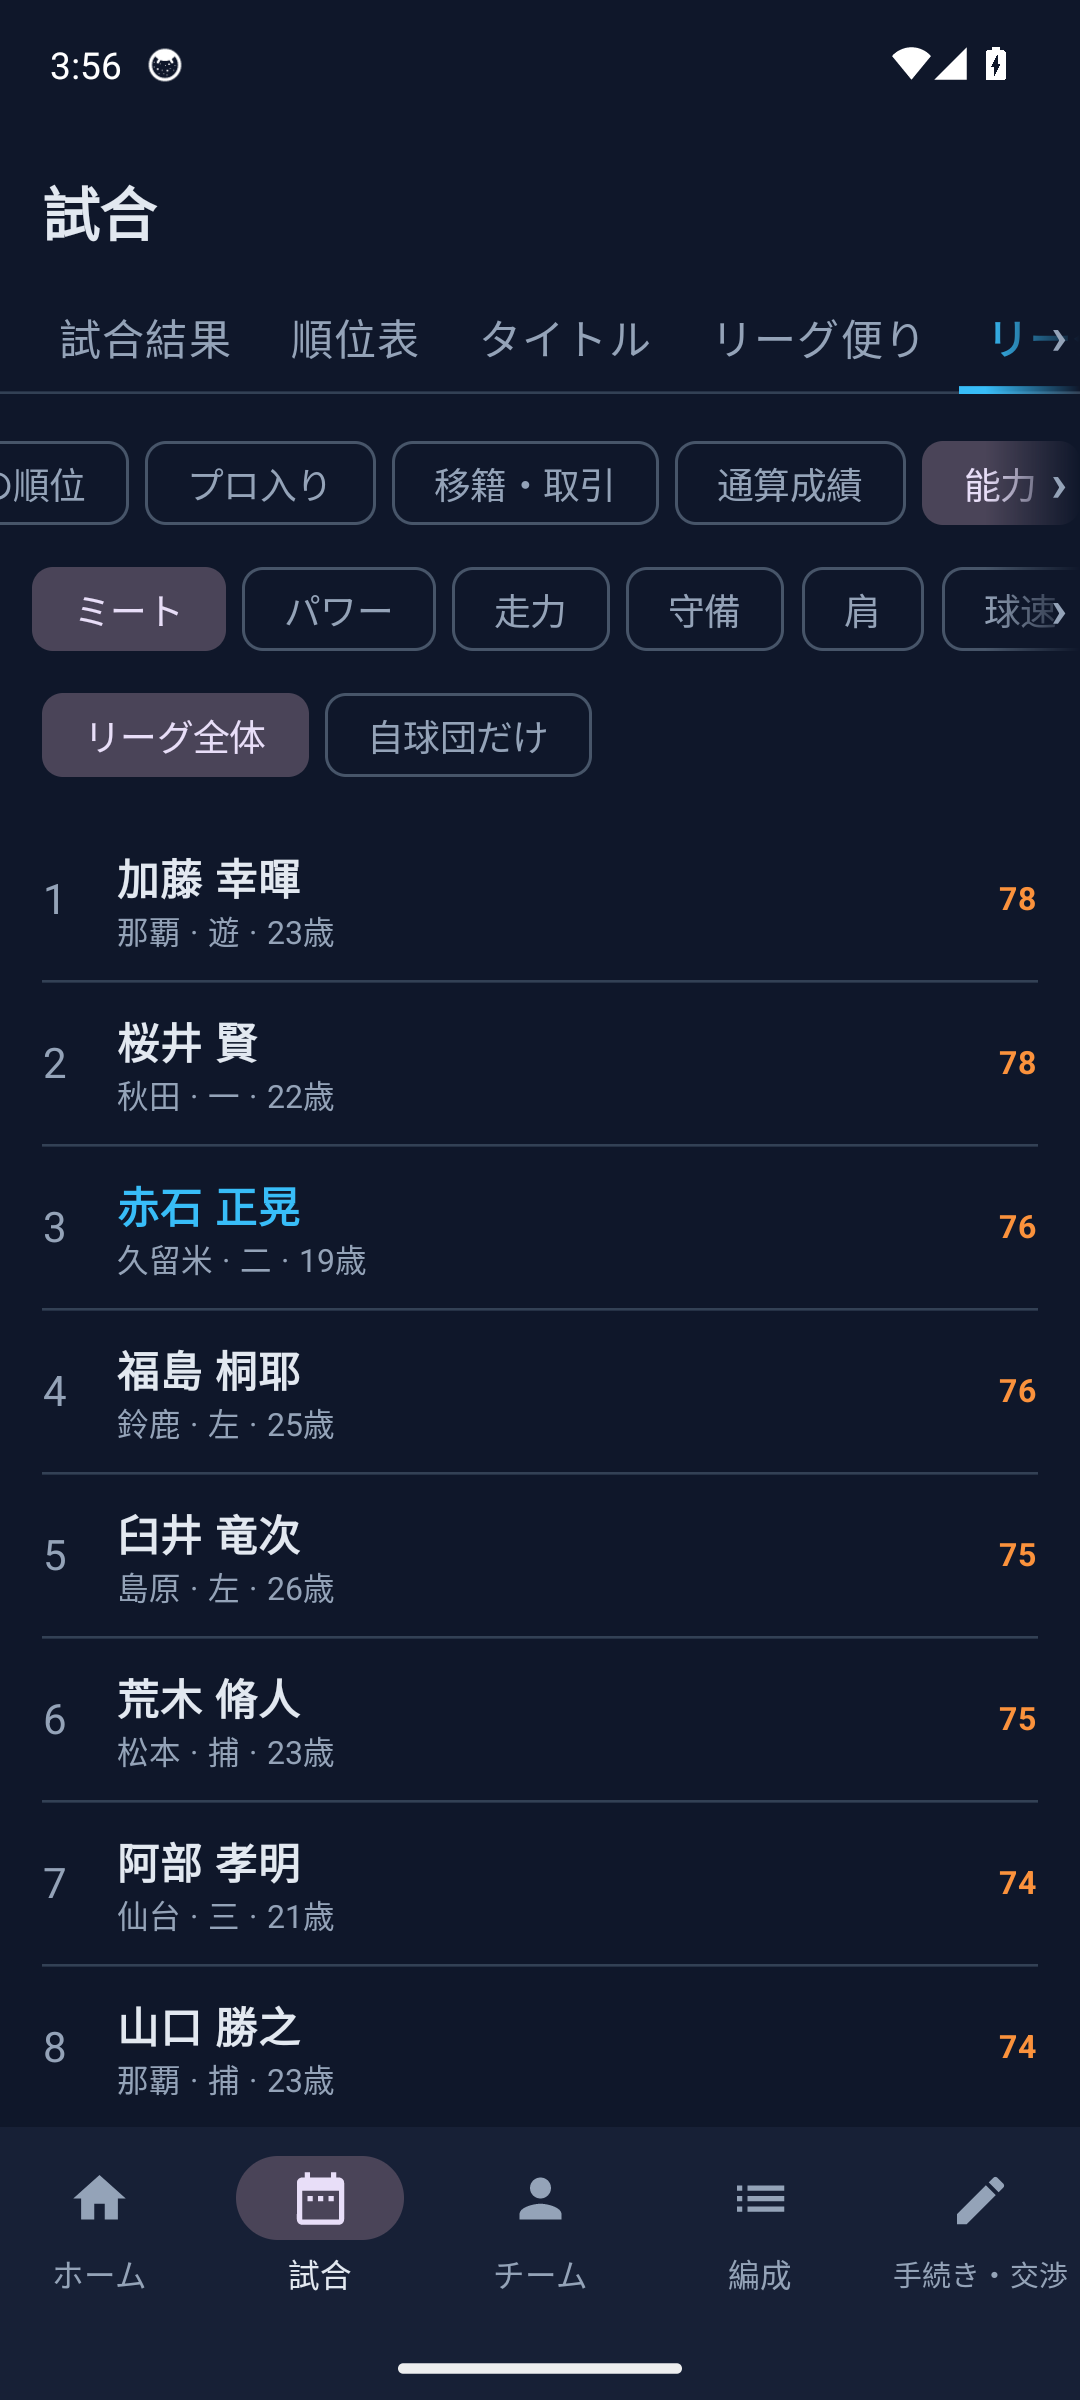 3:56
試合
試合結果 順位表 タイトル リーグ便り リー
の順位 プロ入り 移籍・取引 通算成績 能力
ミート パワー 走力 守備 肩 球速
リーグ全体 自球団だけ
1 加藤 幸暉 78
那覇 · 遊 · 23歳
2 桜井 賢 78
秋田 · 一 · 22歳
3 赤石 正晃 76
久留米 · 二 · 19歳
4 福島 桐耶 76
鈴鹿 · 左 · 25歳
5 臼井 竜次 75
島原 · 左 · 26歳
6 荒木 脩人 75
松本 · 捕 · 23歳
7 阿部 孝明 74
仙台 · 三 · 21歳
8 山口 勝之 74
那覇 · 捕 · 23歳
ホーム 試合 チーム 編成 手続き・交渉